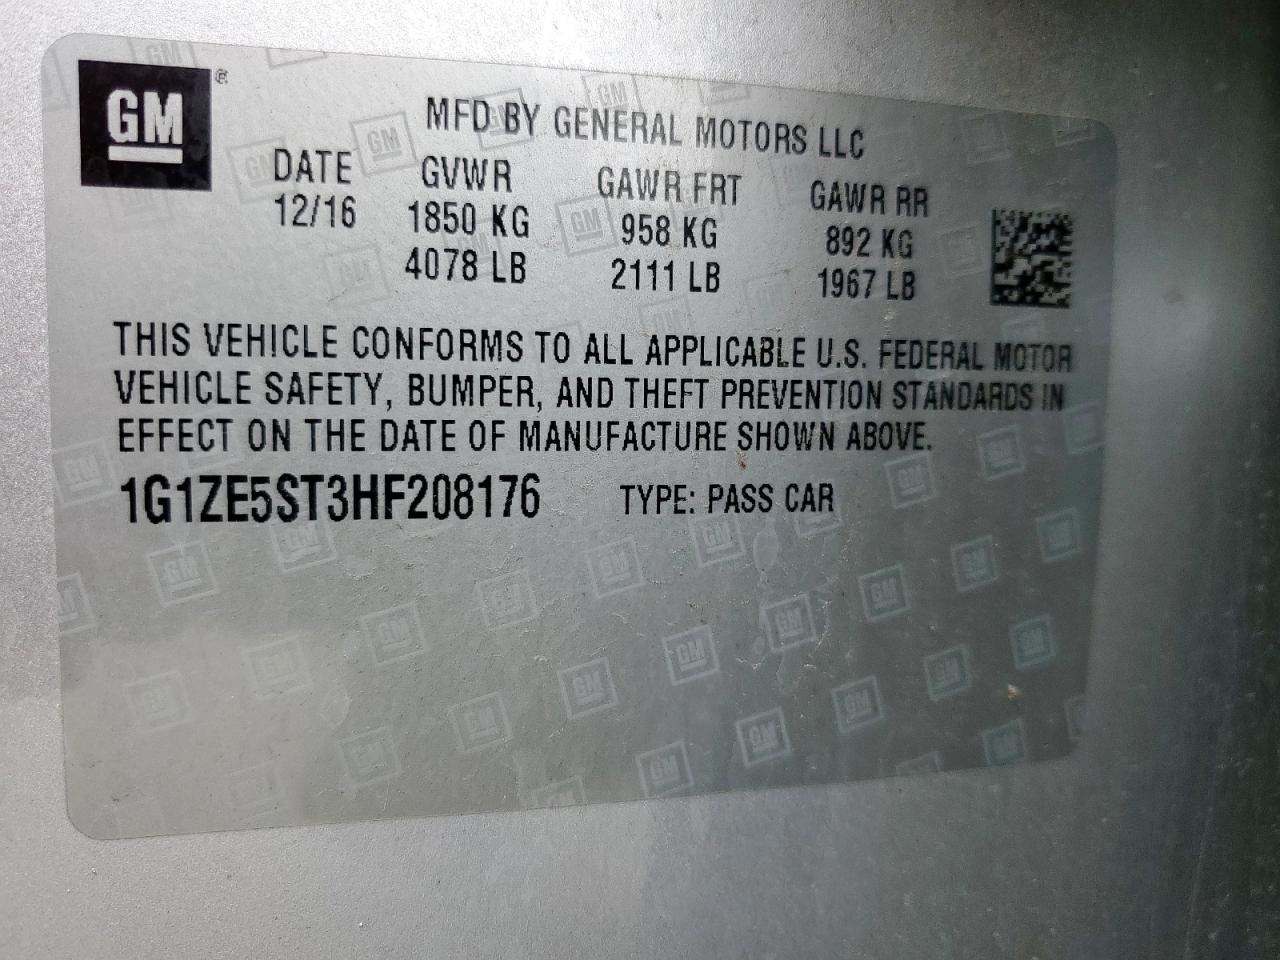 GM ®
MFD BY GENERAL MOTORS LLC
DATE GVWR GAWR FRT GAWR RR
12/16 1850 KG 958 KG 892 KG
4078 LB 2111 LB 1967 LB
THIS VEHICLE CONFORMS TO ALL APPLICABLE U.S. FEDERAL MOTOR
VEHICLE SAFETY, BUMPER, AND THEFT PREVENTION STANDARDS IN
EFFECT ON THE DATE OF MANUFACTURE SHOWN ABOVE.
1G1ZE5ST3HF208176 TYPE: PASS CAR